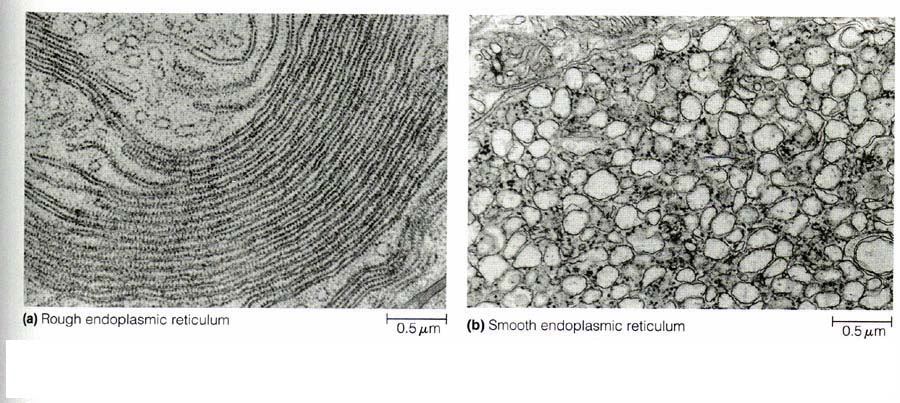 (a) Rough endoplasmic reticulum
0.5 μm
(b) Smooth endoplasmic reticulum
0.5 μm